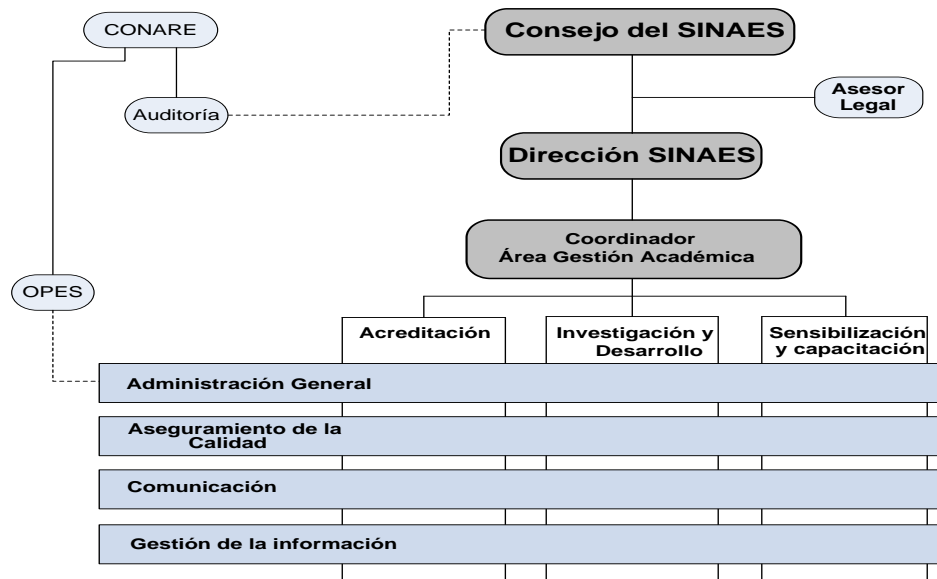 CONARE
Consejo del SINAES
Auditoría
Asesor
Legal
Dirección SINAES
Coordinador
Área Gestión Académica
OPES
Acreditación
Investigación y
Desarrollo
Sensibilización
y capacitación
Administración General
Aseguramiento de la
Calidad
Comunicación
Gestión de la información